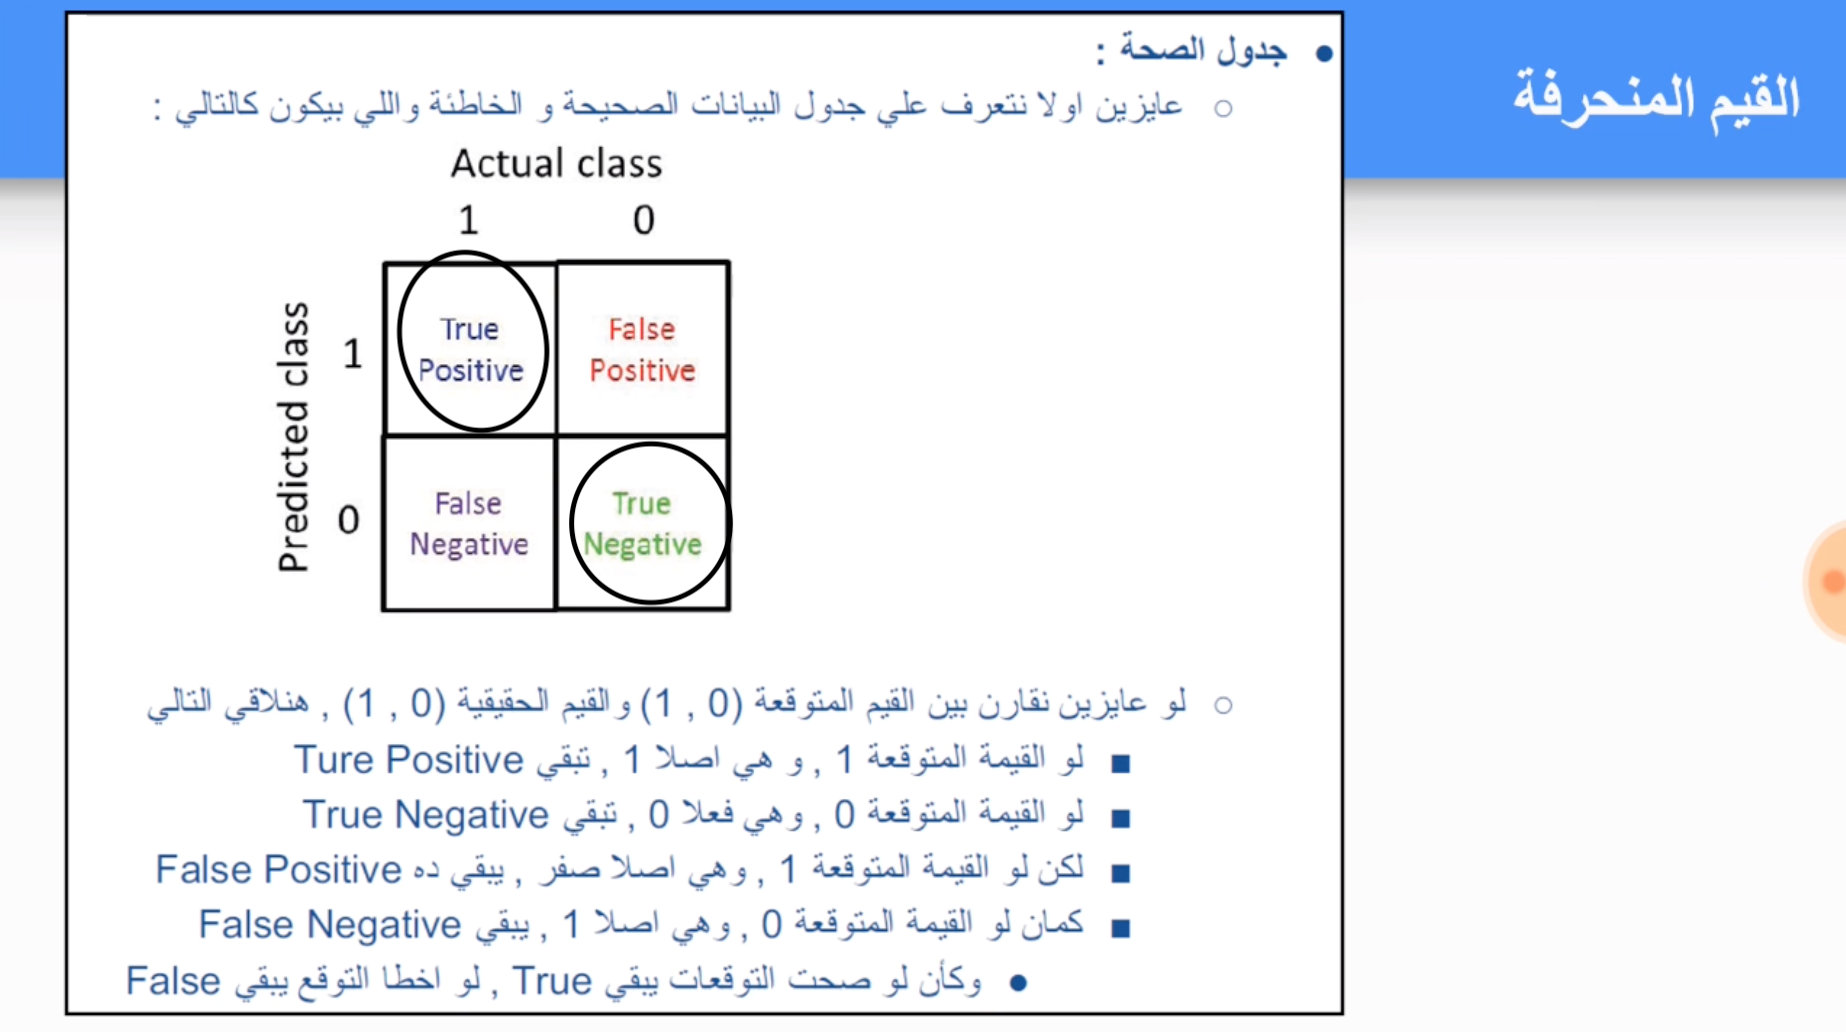 القيم المنحرفة
جدول الصحة :
عايزين اولا نتعرف علي جدول البيانات الصحيحة و الخاطئة واللي بيكون كالتالي :
Actual class
1 0
Predicted class
1
True Positive
False Positive
0
False Negative
True Negative
لو عايزين نقارن بين القيم المتوقعة (0 , 1) والقيم الحقيقية (0 , 1) , هنلاقي التالي
لو القيمة المتوقعة 1 , و هي اصلا 1 , تبقي Ture Positive
لو القيمة المتوقعة 0 , وهي فعلا 0 , تبقي True Negative
لكن لو القيمة المتوقعة 1 , وهي اصلا صفر , يبقي ده False Positive
كمان لو القيمة المتوقعة 0 , وهي اصلا 1 , يبقي False Negative
وكأن لو صحت التوقعات يبقي True , لو اخطا التوقع يبقي False